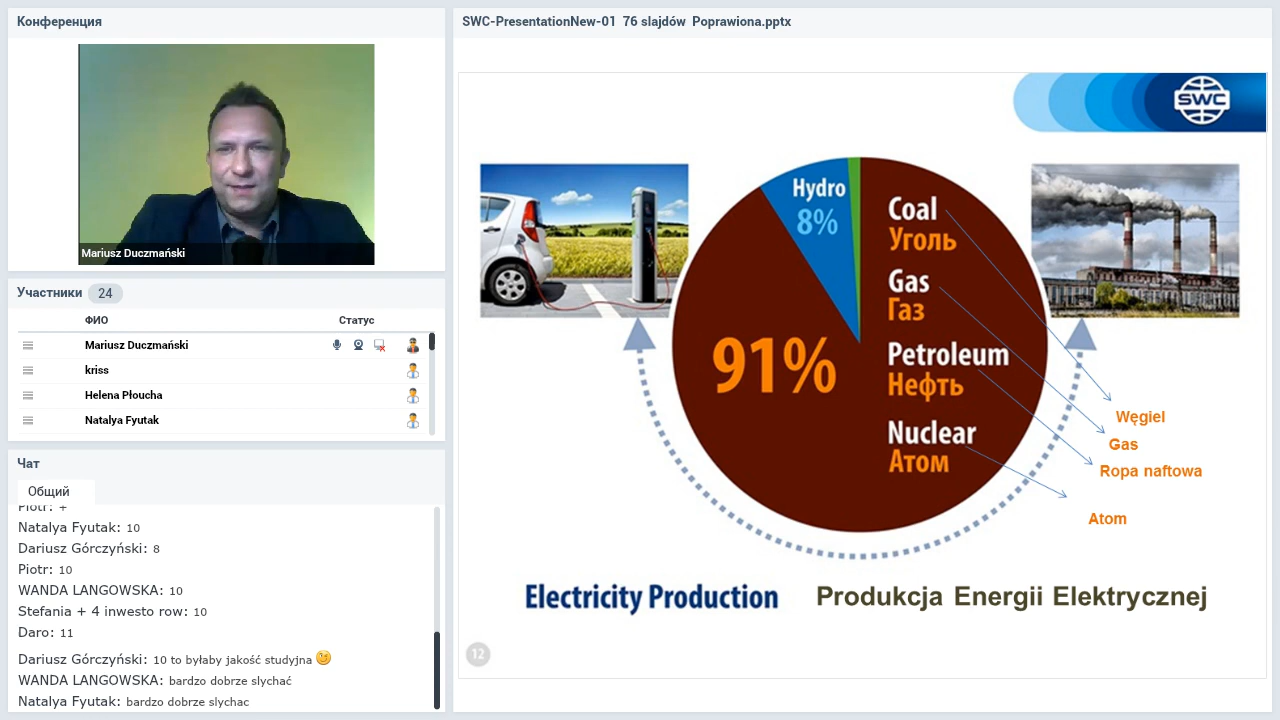 Конференция
Mariusz Duczmański
Участники 24
ФИО Статус
Mariusz Duczmański
kriss
Helena Płoucha
Natalya Fyutak
Чат
Общий
Piotr: +
Natalya Fyutak: 10
Dariusz Górczyński: 8
Piotr: 10
WANDA LANGOWSKA: 10
Stefania + 4 inwesto row: 10
Daro: 11
Dariusz Górczyński: 10 to byłaby jakość studyjna
WANDA LANGOWSKA: bardzo dobrze slychać
Natalya Fyutak: bardzo dobrze slychac
SWC-PresentationNew-01 76 slajdów Poprawiona.pptx
SWC
Hydro
8%
91%
Coal
Уголь
Gas
Газ
Petroleum
Нефть
Nuclear
Атом
Węgiel
Gas
Ropa naftowa
Atom
Electricity Production
Produkcja Energii Elektrycznej
12